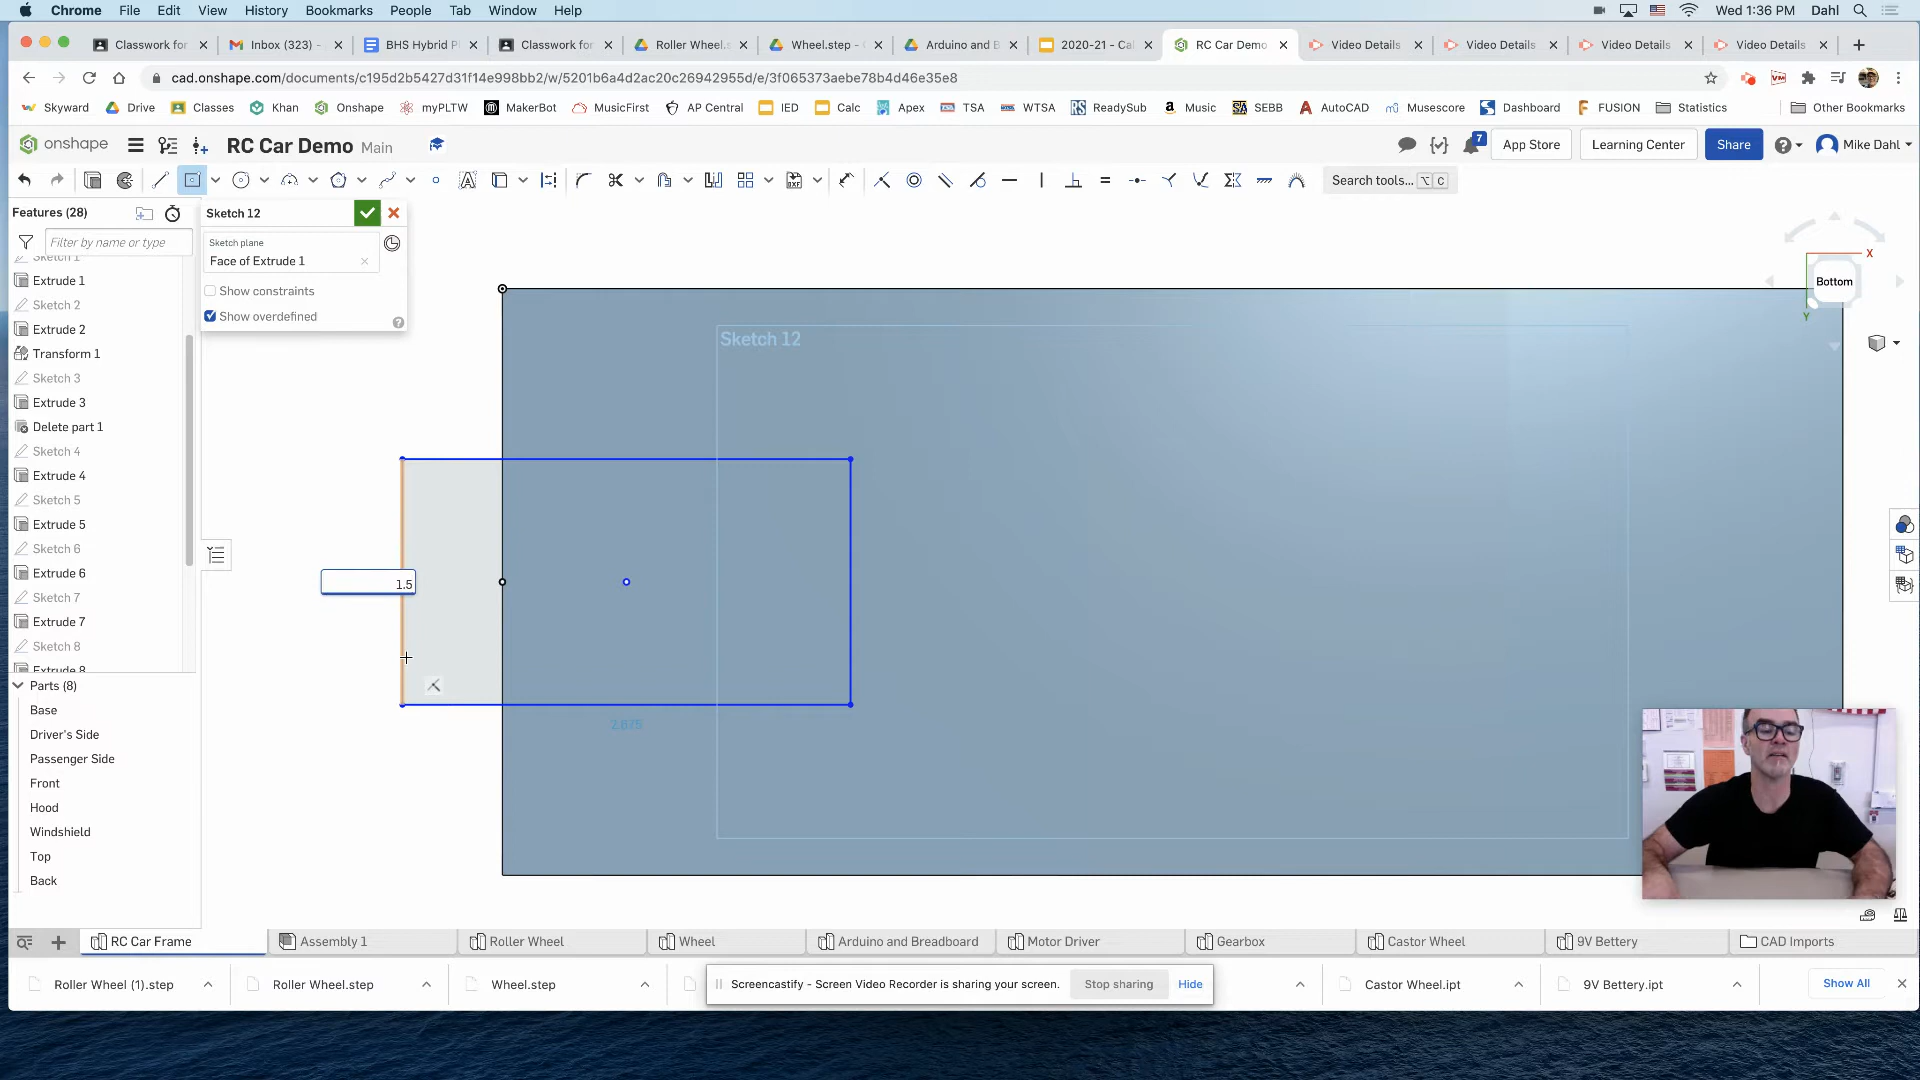 Chrome File Edit View History Bookmarks People Tab Window Help Wed 1:36 PM Dahl
Classwork for Inbox (323) - BHS Hybrid Pl Classwork for Roller Wheel.s Wheel.step - G Arduino and B 2020-21 - Cal RC Car Demo Video Details Video Details Video Details Video Details
cad.onshape.com/documents/c195d2b5427d31f14e998bb2/w/5201b6a4d2ac20c26942955d/e/3f065373aebe78b4d46e35e8
Skyward Drive Classes Khan Onshape myPLTW MakerBot MusicFirst AP Central IED Calc Apex TSA WTSA ReadySub Music SEBB AutoCAD Musescore Dashboard FUSION Statistics Other Bookmarks
onshape RC Car Demo Main 7 App Store Learning Center Share Mike Dahl
Search tools... ⌥ C
Features (28)
Filter by name or type
Sketch 1
Extrude 1
Sketch 2
Extrude 2
Transform 1
Sketch 3
Extrude 3
Delete part 1
Sketch 4
Extrude 4
Sketch 5
Extrude 5
Sketch 6
Extrude 6
Sketch 7
Extrude 7
Sketch 8
Extrude 8
Parts (8)
Base
Driver's Side
Passenger Side
Front
Hood
Windshield
Top
Back
Sketch 12
Sketch plane
Face of Extrude 1
Show constraints
Show overdefined
Sketch 12
1.5
2.675
X
Bottom
Y
RC Car Frame Assembly 1 Roller Wheel Wheel Arduino and Breadboard Motor Driver Gearbox Castor Wheel 9V Bettery CAD Imports
Roller Wheel (1).step Roller Wheel.step Wheel.step Screencastify - Screen Video Recorder is sharing your screen. Stop sharing Hide Castor Wheel.ipt 9V Bettery.ipt Show All